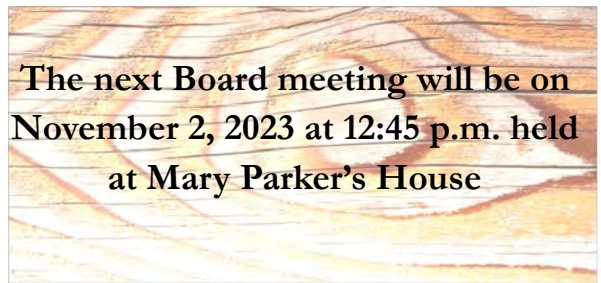 The next Board meeting will be on
November 2, 2023 at 12:45 p.m. held
at Mary Parker’s House